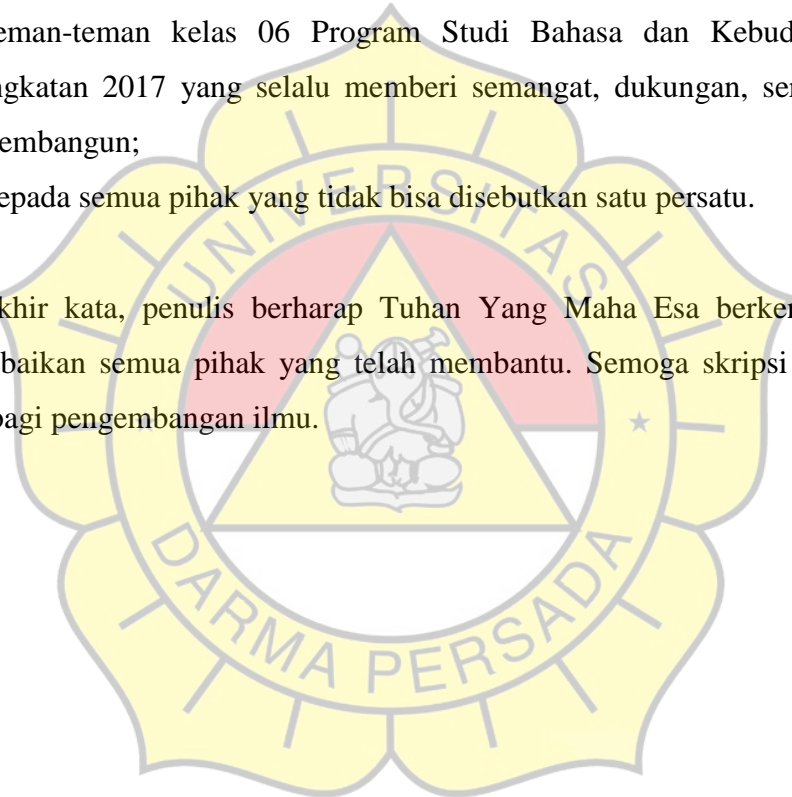 eman-teman kelas 06 Program Studi Bahasa dan Kebud
ngkatan 2017 yang selalu memberi semangat, dukungan, ser
embangun;
epada semua pihak yang tidak bisa disebutkan satu persatu.
khir kata, penulis berharap Tuhan Yang Maha Esa berken
baikan semua pihak yang telah membantu. Semoga skripsi
bagi pengembangan ilmu.
UNIVERSITAS
DARMA PERSADA